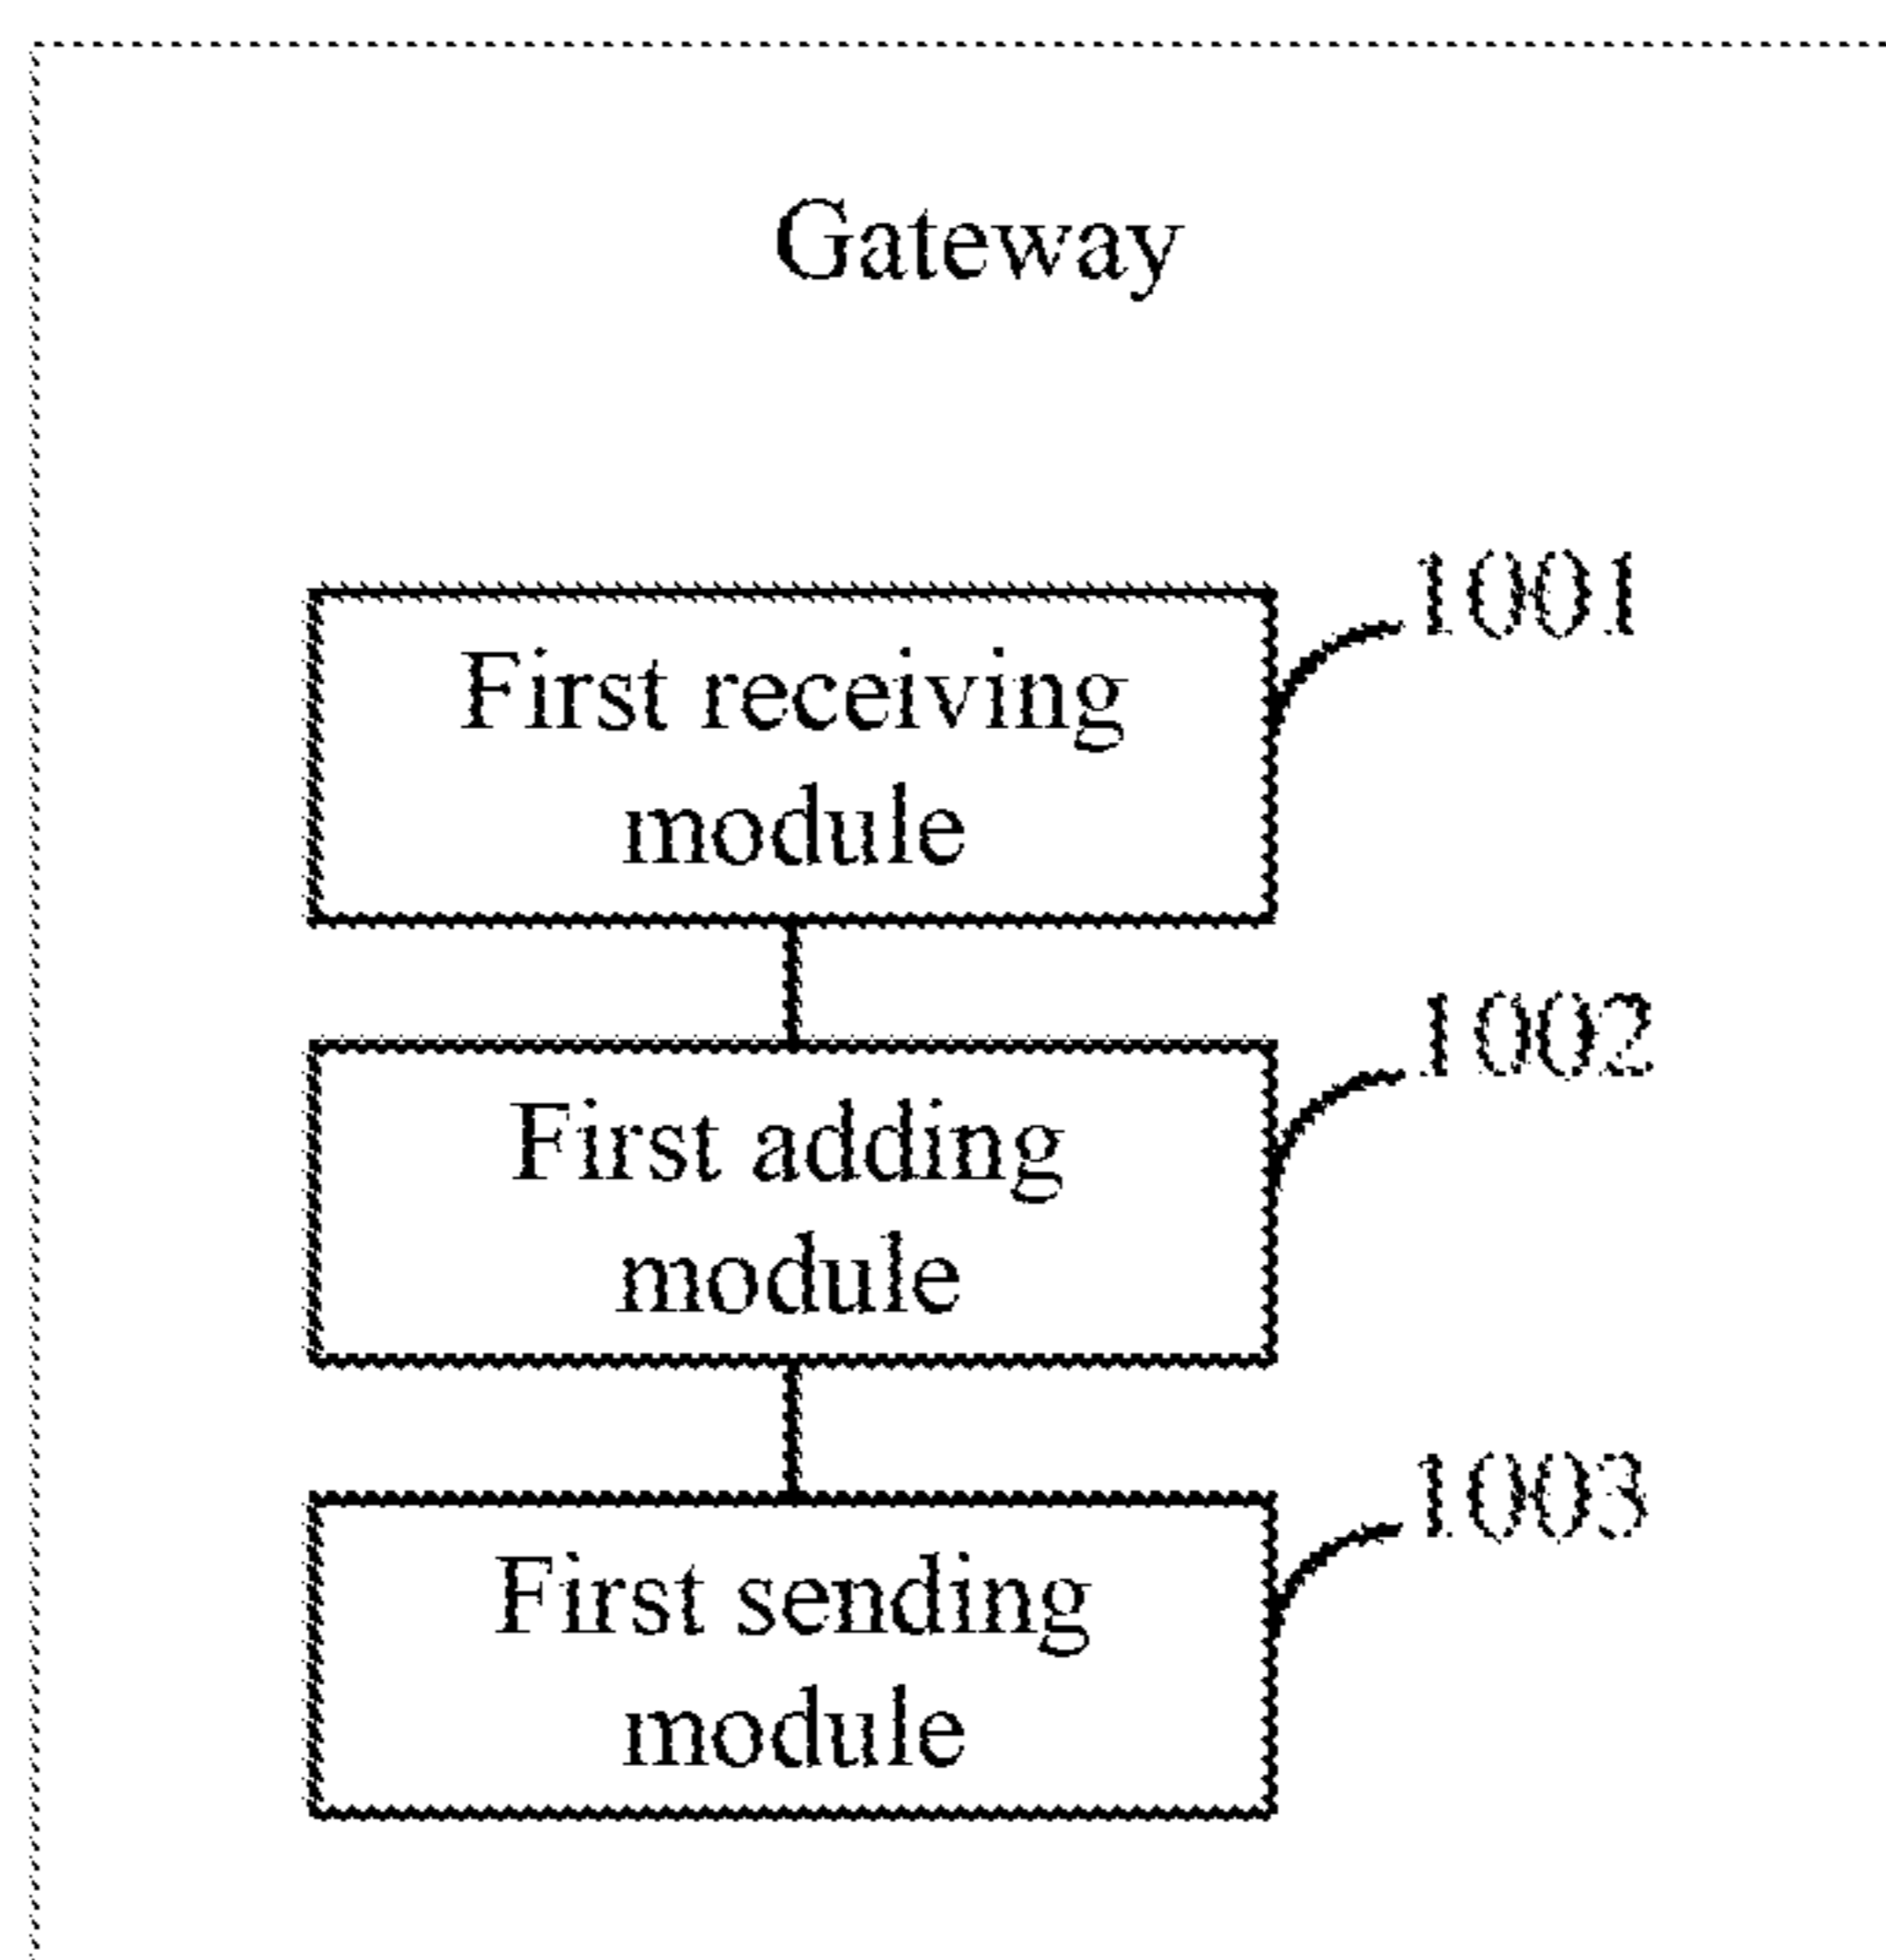 Gateway
1001
First receiving
module
1002
First adding
module
1003
First sending
module